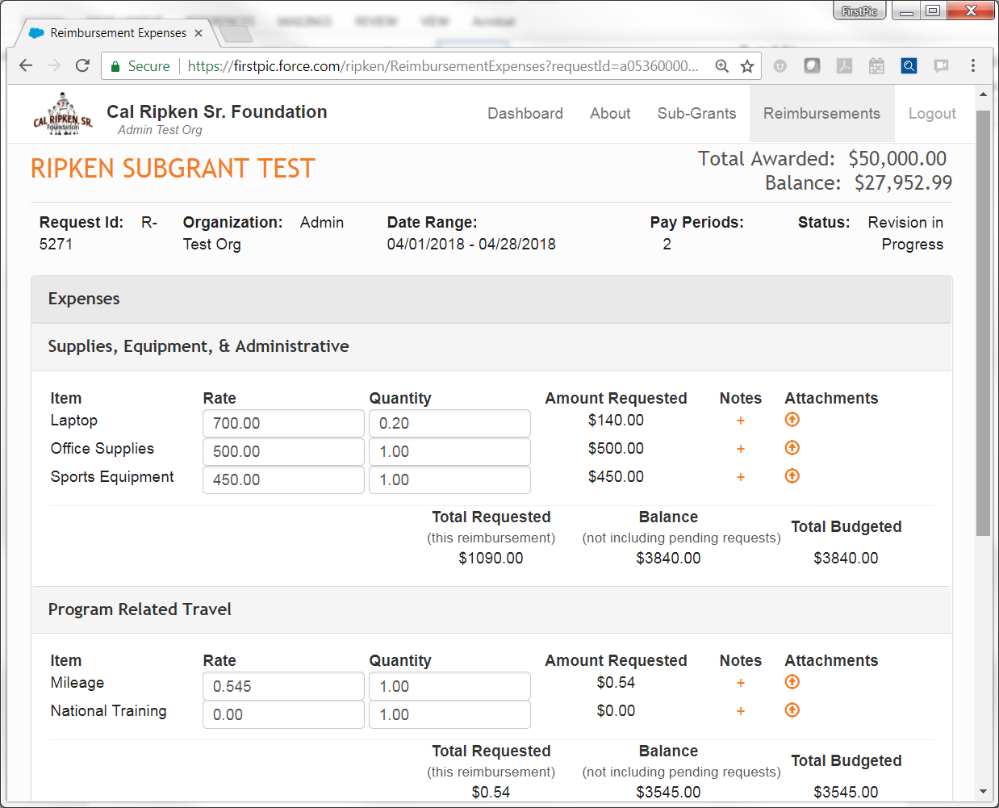 MAILINGS REVIEW VIEW Acrobat
FirstPic
Reimbursement Expenses
Secure https://firstpic.force.com/ripken/ReimbursementExpenses?requestId=a05360000...
CAL RIPKEN, SR.
Foundation
Cal Ripken Sr. Foundation
Admin Test Org
Dashboard About Sub-Grants Reimbursements Logout
RIPKEN SUBGRANT TEST
Total Awarded: $50,000.00
Balance: $27,952.99
Request Id: R- Organization: Admin Date Range: Pay Periods: Status: Revision in
5271 Test Org 04/01/2018 - 04/28/2018 2 Progress
Expenses
Supplies, Equipment, & Administrative
Item Rate Quantity Amount Requested Notes Attachments
Laptop 700.00 0.20 $140.00 +
Office Supplies 500.00 1.00 $500.00 +
Sports Equipment 450.00 1.00 $450.00 +
Total Requested Balance Total Budgeted
(this reimbursement) (not including pending requests)
$1090.00 $3840.00 $3840.00
Program Related Travel
Item Rate Quantity Amount Requested Notes Attachments
Mileage 0.545 1.00 $0.54 +
National Training 0.00 1.00 $0.00 +
Total Requested Balance Total Budgeted
(this reimbursement) (not including pending requests)
$0.54 $3545.00 $3545.00